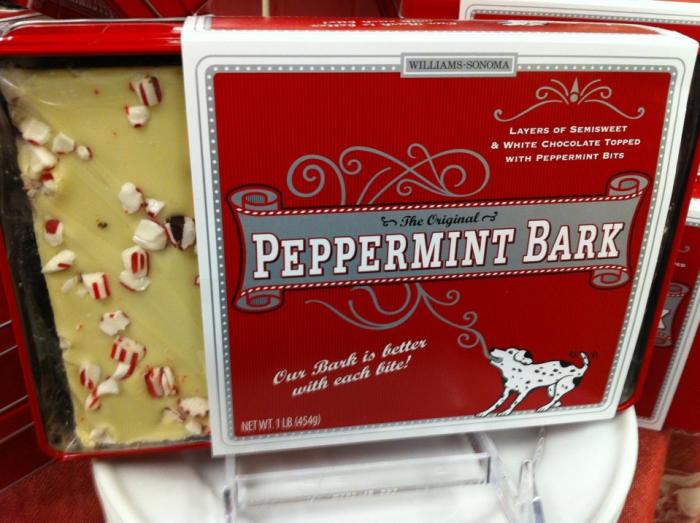 WILLIAMS-SONOMA
LAYERS OF SEMISWEET
& WHITE CHOCOLATE TOPPED
WITH PEPPERMINT BITS
The Original
PEPPERMINT BARK
Our Bark is better
with each bite!
NET WT. 1 LB (454g)